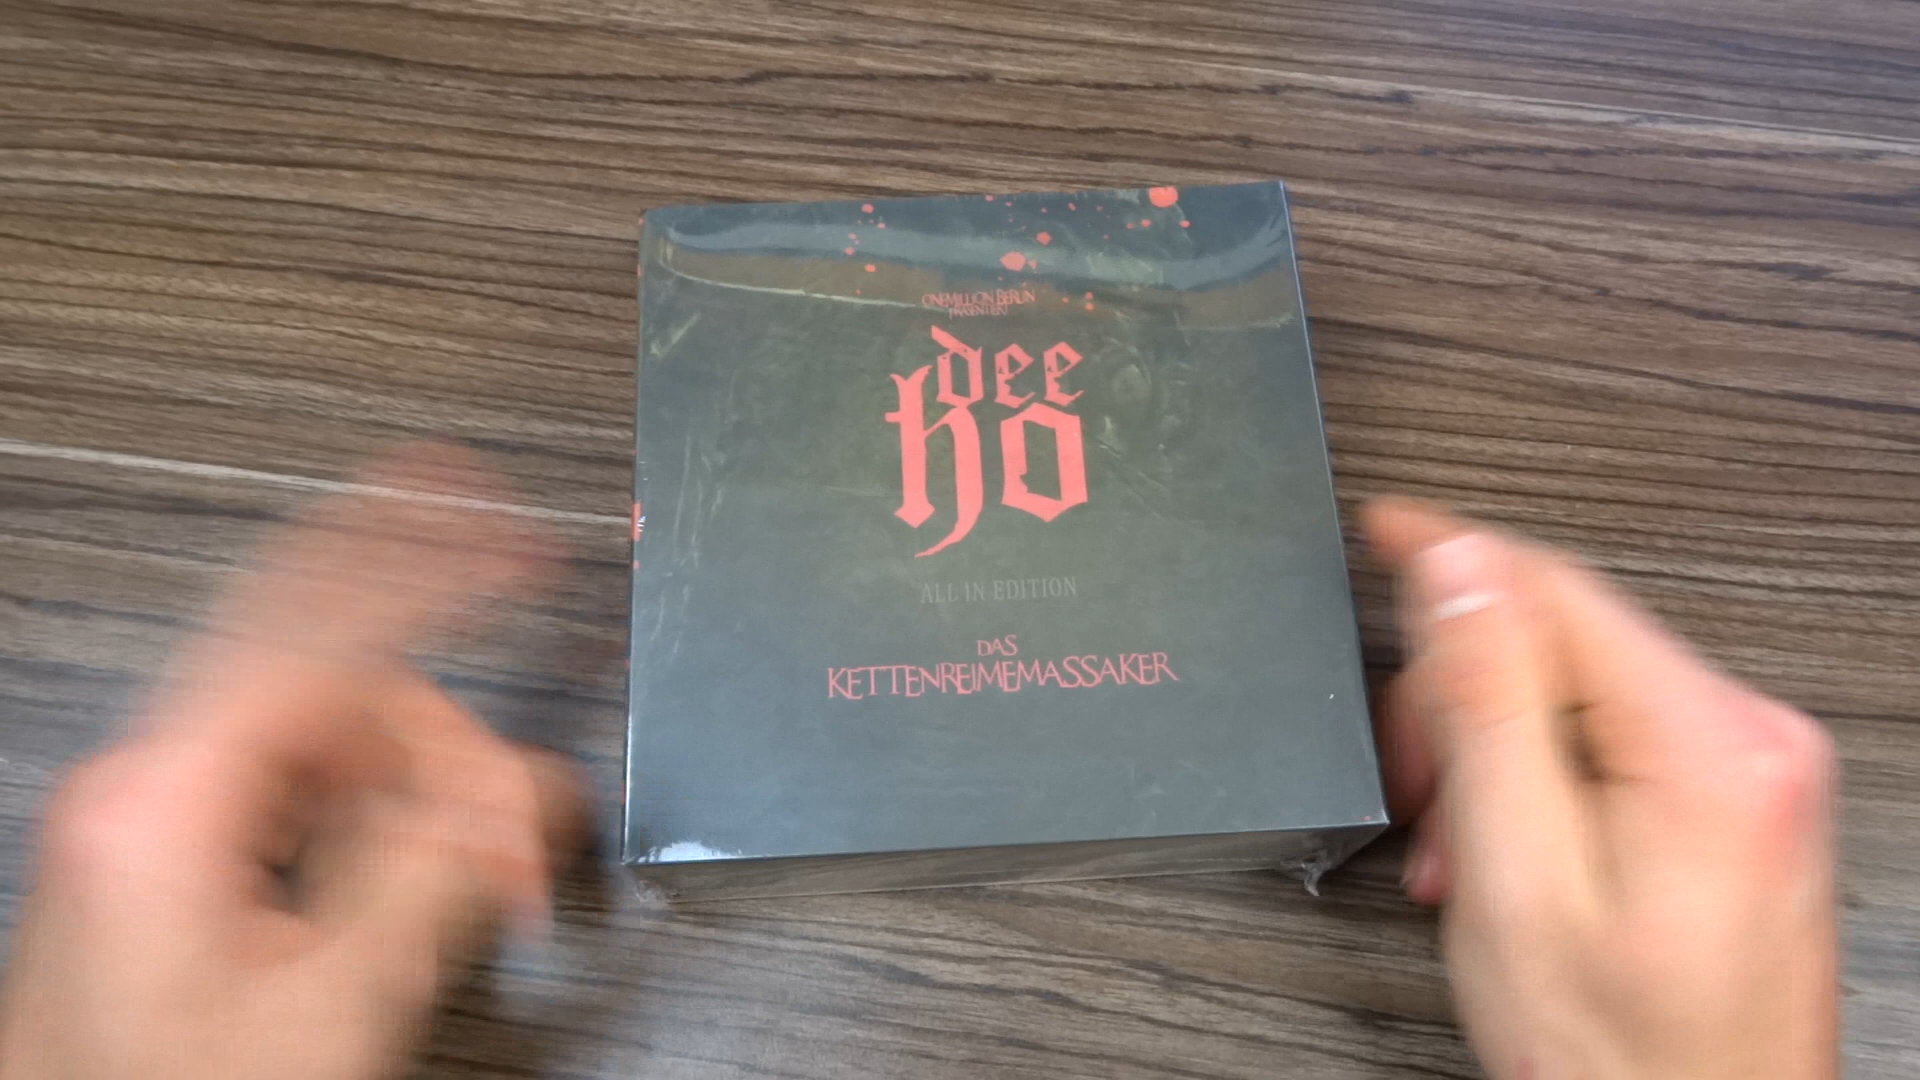 ONEMILLION BERLIN
PRÄSENTIERT
dee
ho
ALL IN EDITION
DAS
KETTENREIMEMASSAKER